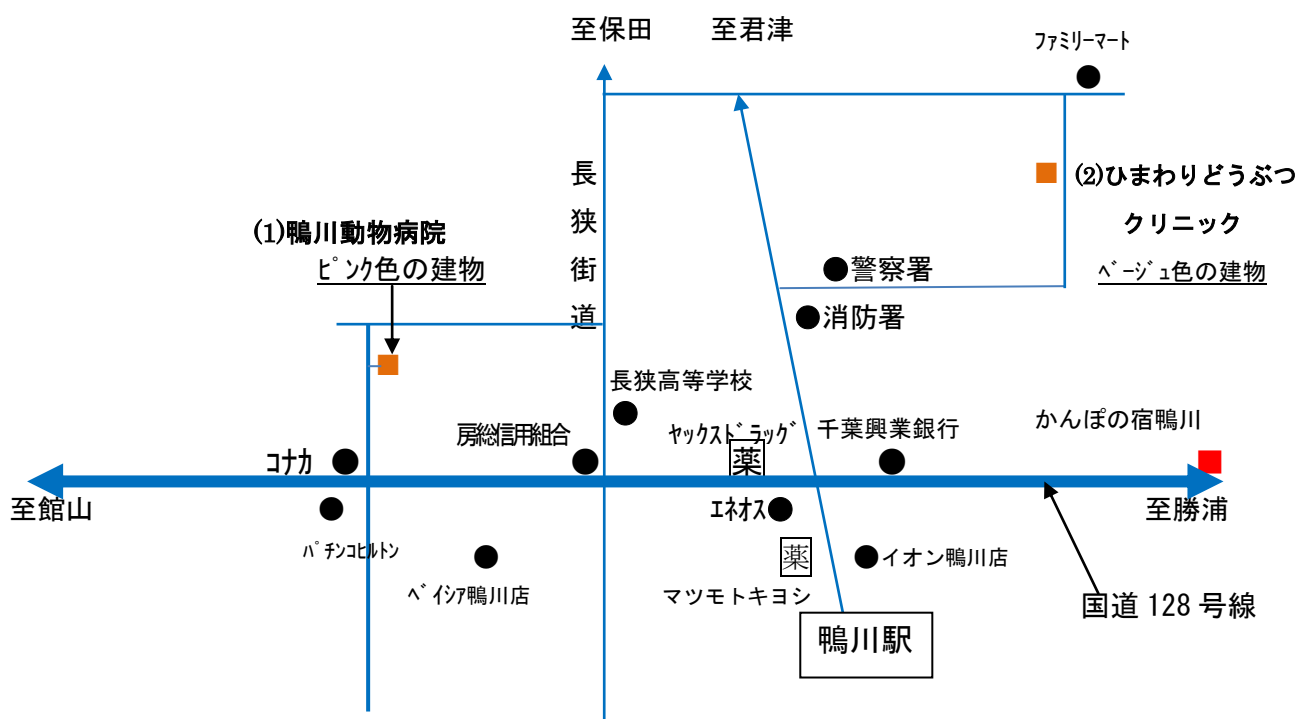 至保田
至君津
ファミリーマート
長狭街道
(2)ひまわりどうぶつ
クリニック
ﾍﾞｰｼﾞｭ色の建物
(1)鴨川動物病院
ﾋﾟﾝｸ色の建物
警察署
消防署
長狭高等学校
房総信用組合
ﾔｯｸｽﾄﾞﾗｯｸﾞ
薬
千葉興業銀行
かんぽの宿鴨川
ｺﾅｶ
至館山
ｴﾈｵｽ
至勝浦
ﾊﾟﾁﾝｺﾋﾙﾄﾝ
ﾍﾞｲｼｱ鴨川店
薬
マツモトキヨシ
イオン鴨川店
国道128号線
鴨川駅